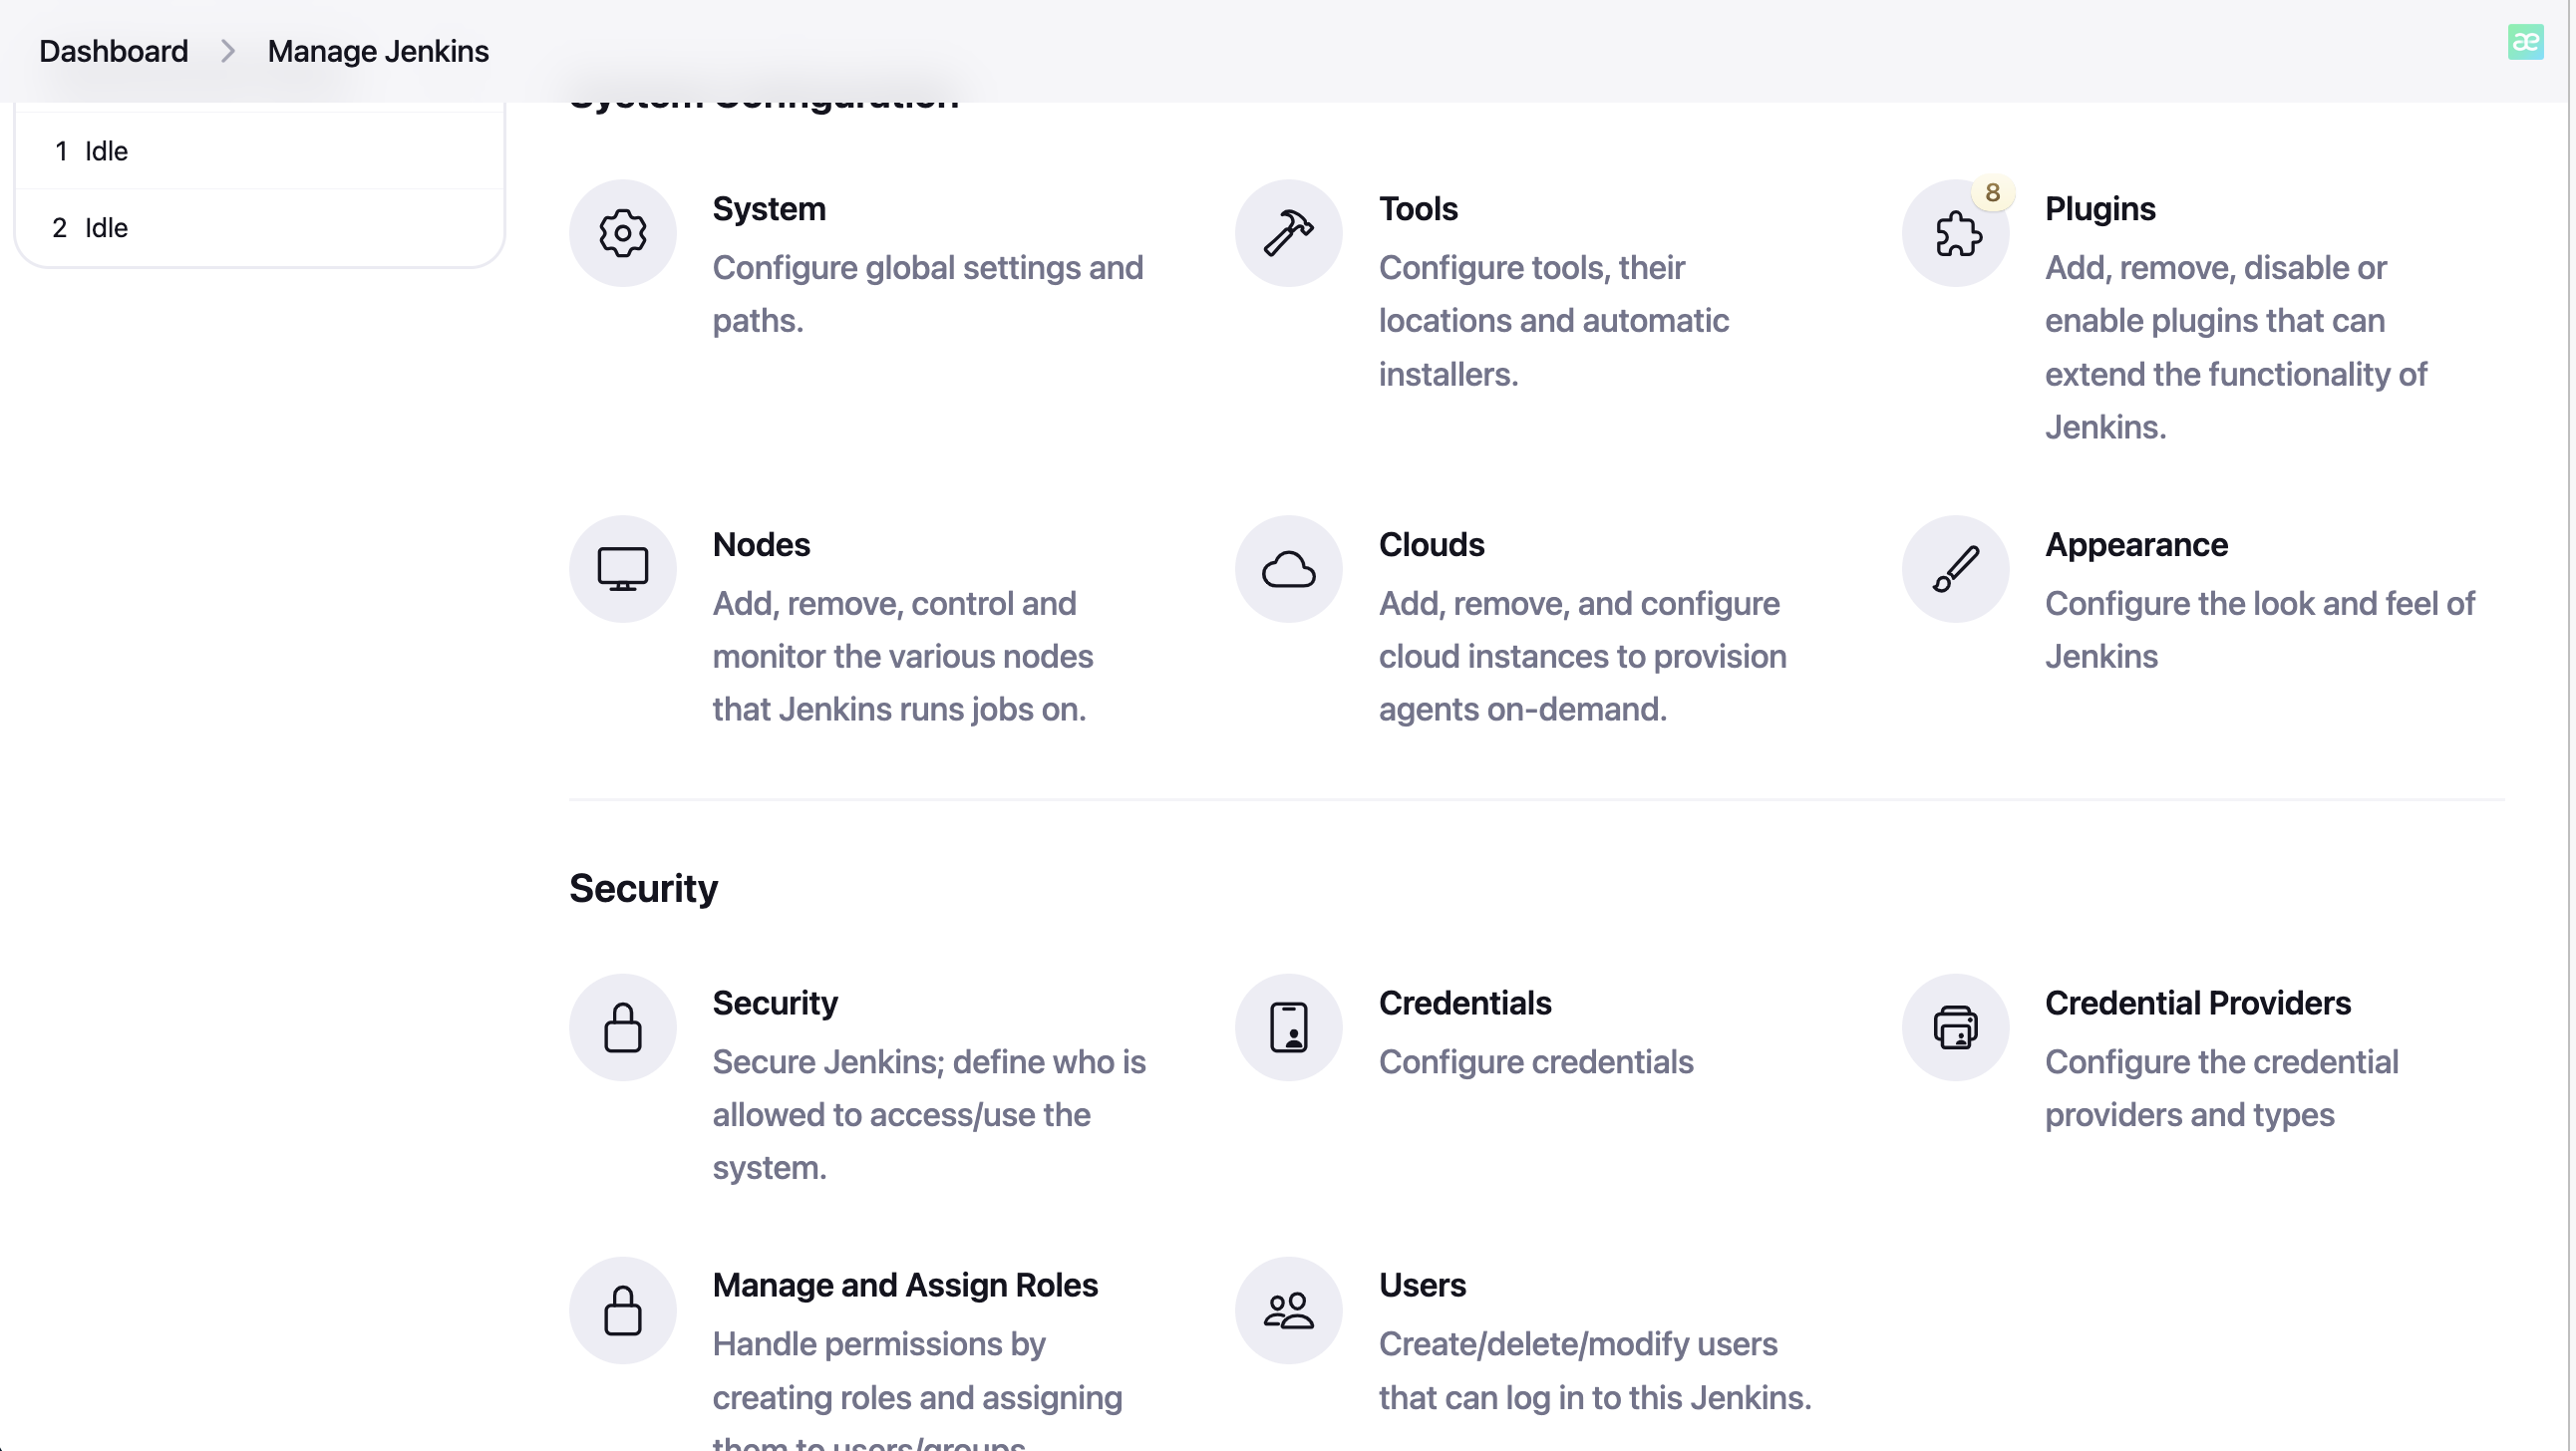 Dashboard > Manage Jenkins
æ
System Configuration
1 Idle
2 Idle
System
Configure global settings and
paths.
Tools
Configure tools, their
locations and automatic
installers.
8
Plugins
Add, remove, disable or
enable plugins that can
extend the functionality of
Jenkins.
Nodes
Add, remove, control and
monitor the various nodes
that Jenkins runs jobs on.
Clouds
Add, remove, and configure
cloud instances to provision
agents on-demand.
Appearance
Configure the look and feel of
Jenkins
Security
Security
Secure Jenkins; define who is
allowed to access/use the
system.
Credentials
Configure credentials
Credential Providers
Configure the credential
providers and types
Manage and Assign Roles
Handle permissions by
creating roles and assigning
them to users/groups
Users
Create/delete/modify users
that can log in to this Jenkins.